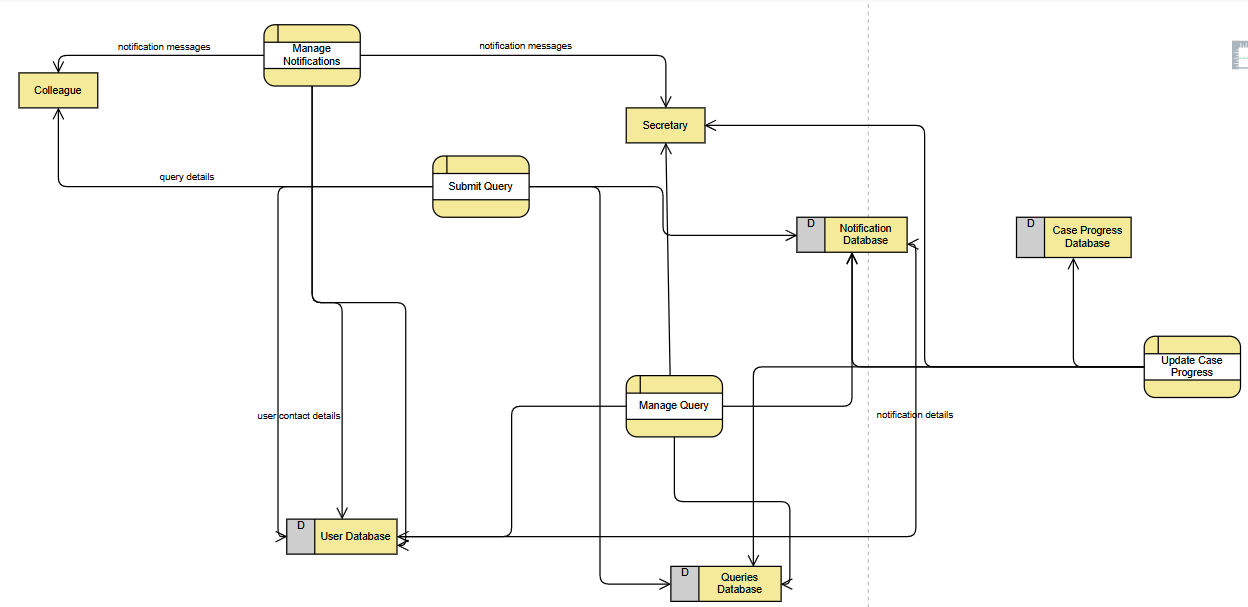 notification messages
Manage
Notifications
notification messages
Colleague
Secretary
query details
Submit Query
D
Notification
Database
D
Case Progress
Database
Update Case
Progress
Manage Query
user contact details
notification details
D
User Database
D
Queries
Database